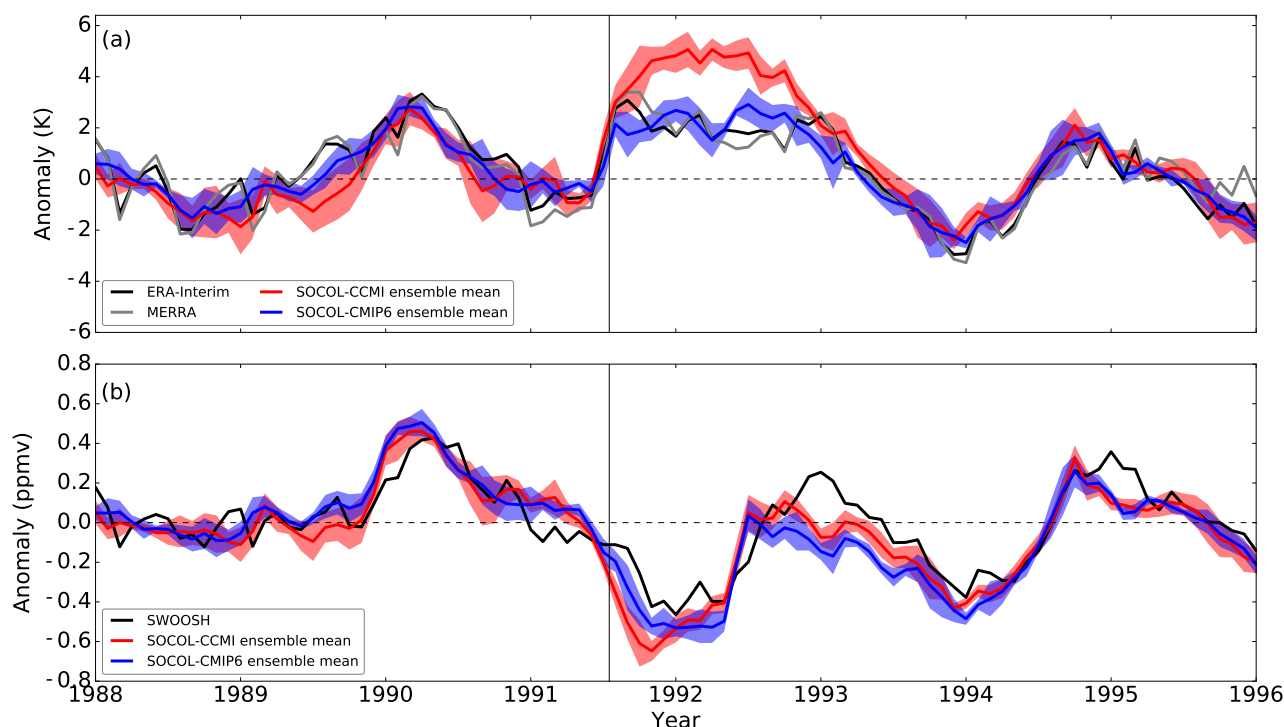 (a)
6
4
2
0
-2
-4
-6
Anomaly (K)
ERA-Interim
MERRA
SOCOL-CCMI ensemble mean
SOCOL-CMIP6 ensemble mean
(b)
0.8
0.6
0.4
0.2
0.0
-0.2
-0.4
-0.6
-0.8
Anomaly (ppmv)
SWOOSH
SOCOL-CCMI ensemble mean
SOCOL-CMIP6 ensemble mean
1988 1989 1990 1991 1992 1993 1994 1995 1996
Year